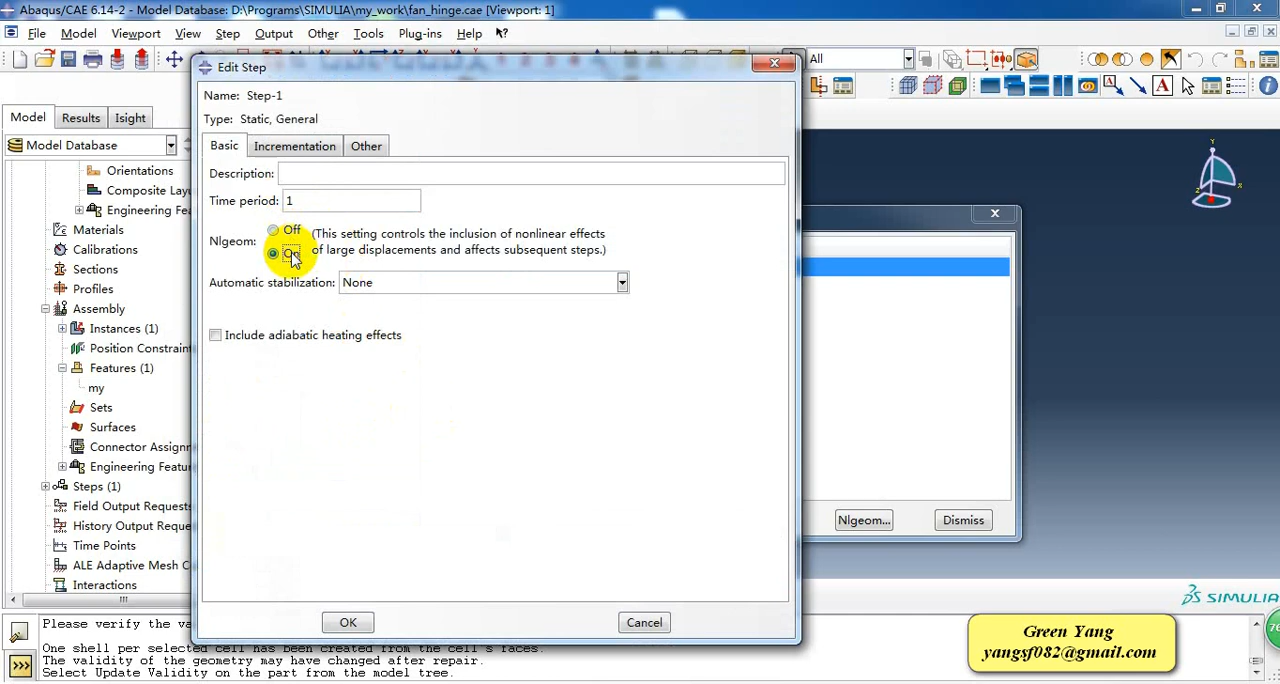 Abaqus/CAE 6.14-2 - Model Database: D:\Programs\SIMULIA\my_work\fan_hinge.cae [Viewport: 1]
File Model Viewport View Step Output Other Tools Plug-ins Help
All
Edit Step
Name: Step-1
Type: Static, General
Basic Incrementation Other
Description:
Time period: 1
Nlgeom:
Off
(This setting controls the inclusion of nonlinear effects
of large displacements and affects subsequent steps.)
Automatic stabilization: None
Include adiabatic heating effects
OK Cancel
Model Results Isight
Model Database
Orientations
Composite Layu
Engineering Fea
Materials
Calibrations
Sections
Profiles
Assembly
Instances (1)
Position Constraint
Features (1)
my
Sets
Surfaces
Connector Assignm
Engineering Feature
Steps (1)
Field Output Requests
History Output Reque
Time Points
ALE Adaptive Mesh C
Interactions
Nlgeom... Dismiss
Y
X
Z
SIMULIA
Please verify the va
One shell per selected cell has been created from the cell's faces.
The validity of the geometry may have changed after repair.
Select Update Validity on the part from the model tree.
Green Yang
yangsf082@gmail.com